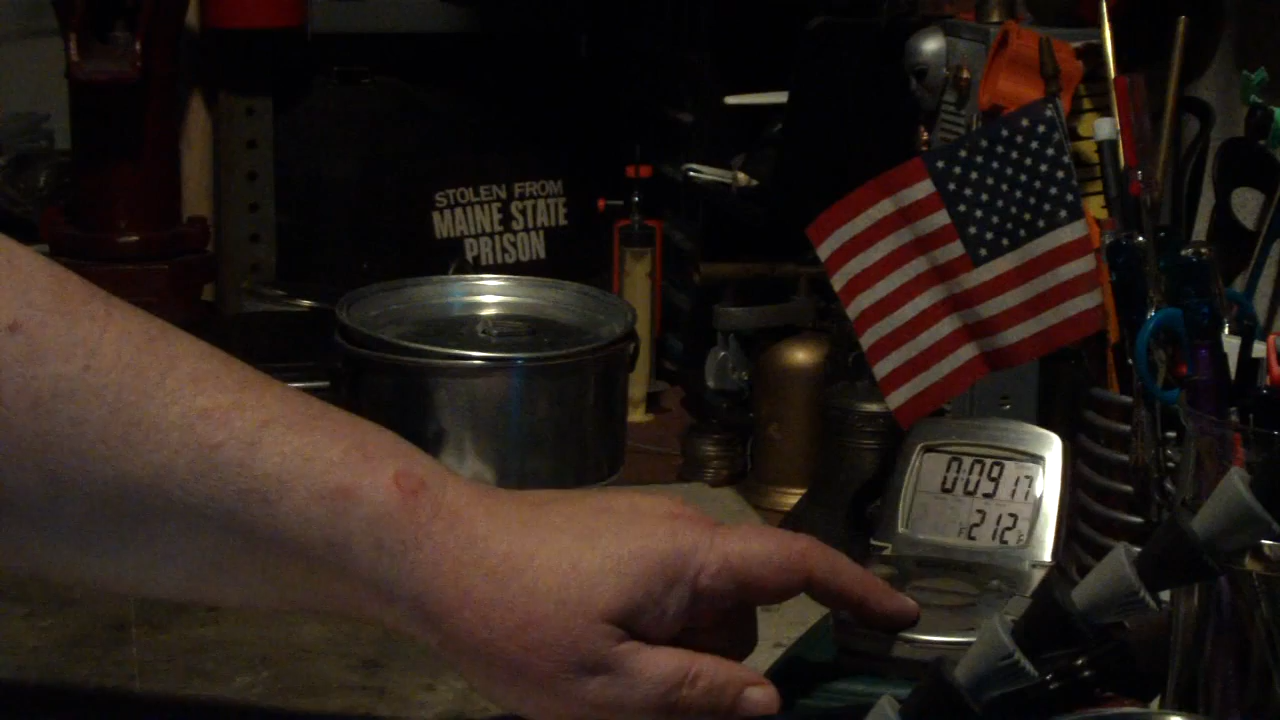 STOLEN FROM
MAINE STATE
PRISON
0:09 17
F 212 F